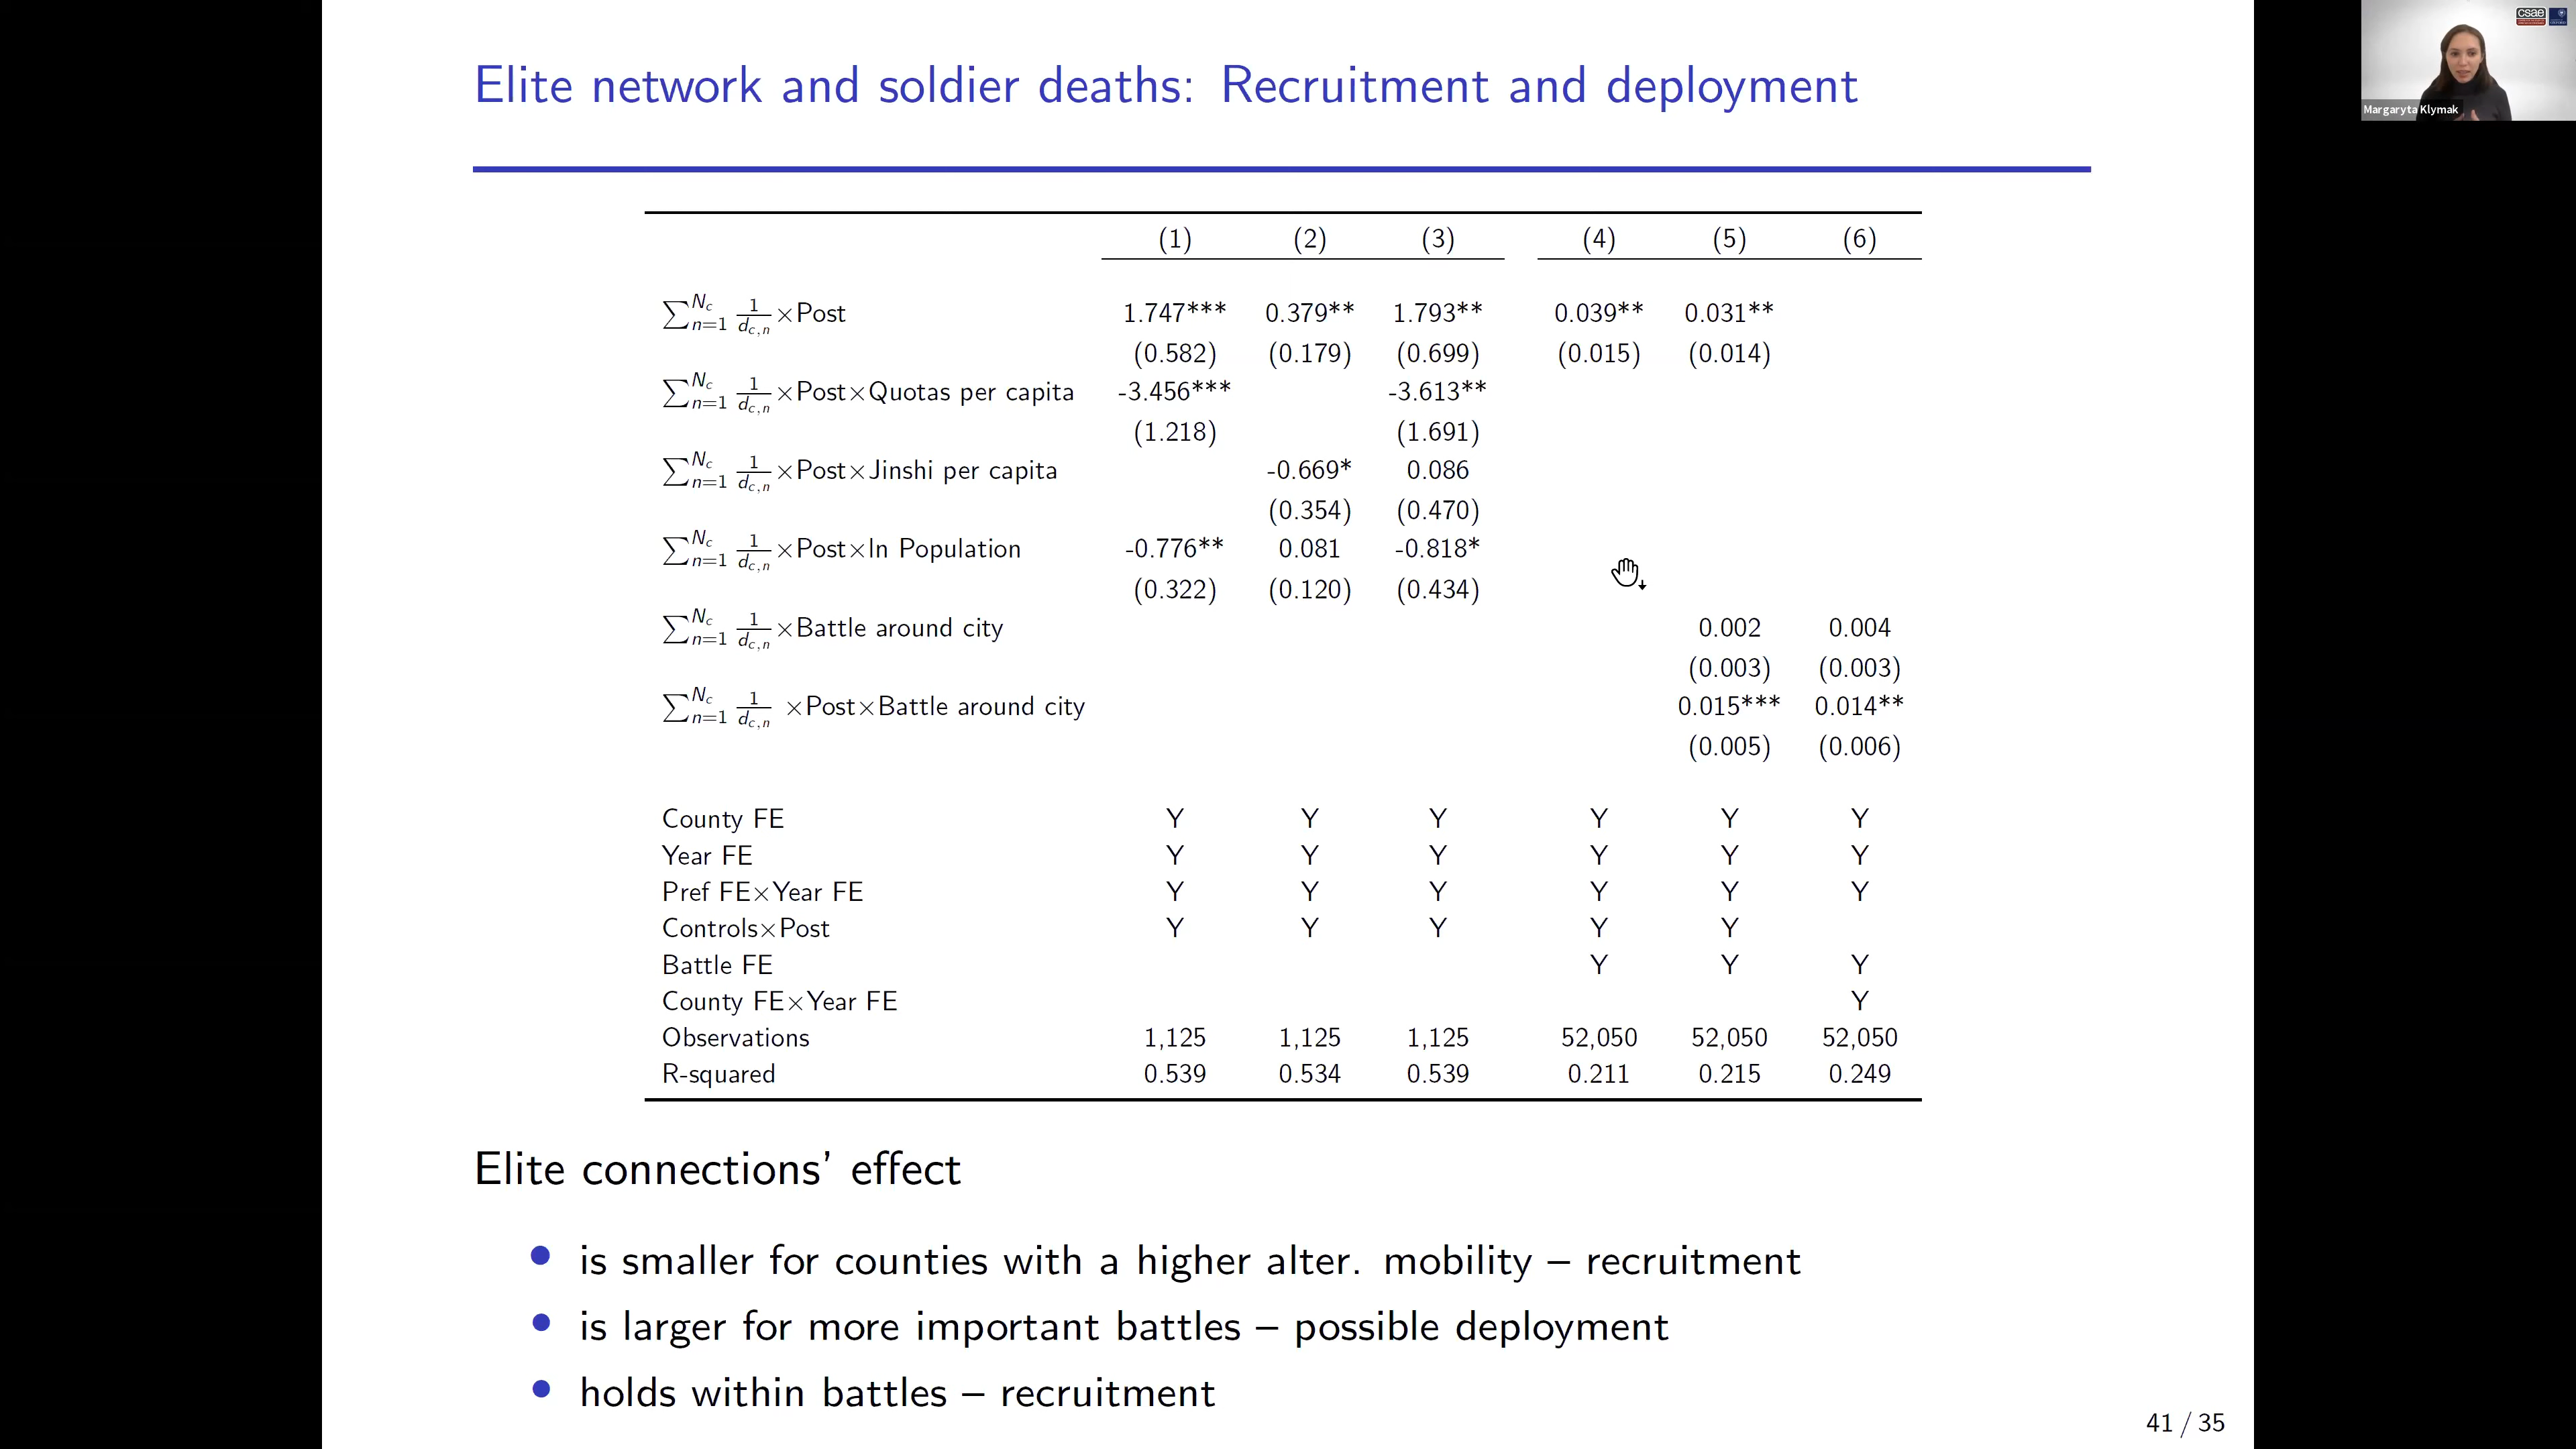 Elite network and soldier deaths: Recruitment and deployment
(1) (2) (3) (4) (5) (6)
∑_{n=1}^{N_c} 1/d_{c,n} ×Post 1.747*** 0.379** 1.793** 0.039** 0.031**
(0.582) (0.179) (0.699) (0.015) (0.014)
∑_{n=1}^{N_c} 1/d_{c,n} ×Post×Quotas per capita -3.456*** -3.613**
(1.218) (1.691)
∑_{n=1}^{N_c} 1/d_{c,n} ×Post×Jinshi per capita -0.669* 0.086
(0.354) (0.470)
∑_{n=1}^{N_c} 1/d_{c,n} ×Post×ln Population -0.776** 0.081 -0.818*
(0.322) (0.120) (0.434)
∑_{n=1}^{N_c} 1/d_{c,n} ×Battle around city 0.002 0.004
(0.003) (0.003)
∑_{n=1}^{N_c} 1/d_{c,n} ×Post×Battle around city 0.015*** 0.014**
(0.005) (0.006)
County FE Y Y Y Y Y Y
Year FE Y Y Y Y Y Y
Pref FE×Year FE Y Y Y Y Y Y
Controls×Post Y Y Y Y Y
Battle FE Y Y Y
County FE×Year FE Y
Observations 1,125 1,125 1,125 52,050 52,050 52,050
R-squared 0.539 0.534 0.539 0.211 0.215 0.249
Elite connections' effect
• is smaller for counties with a higher alter. mobility – recruitment
• is larger for more important battles – possible deployment
• holds within battles – recruitment
41 / 35
csae
Margaryta Klymak